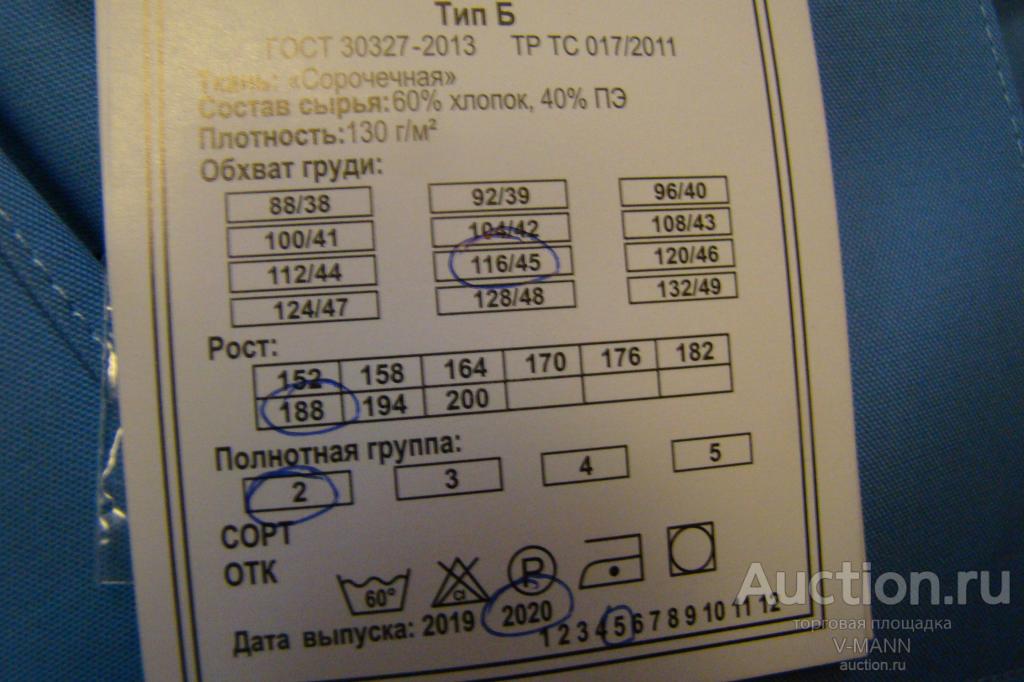 Тип Б
ГОСТ 30327-2013 ТР ТС 017/2011
Ткань: «Сорочечная»
Состав сырья:60% хлопок, 40% ПЭ
Плотность:130 г/м²
Обхват груди:
88/38 92/39 96/40
100/41 104/42 108/43
112/44 116/45 120/46
124/47 128/48 132/49
Рост:
152 158 164 170 176 182
188 194 200
Полнотная группа:
2 3 4 5
СОРТ
ОТК
60° Cl P
Дата выпуска: 2019 2020 1 2 3 4 5 6 7 8 9 10 11 12
Auction.ru
торговая площадка
V-MANN
auction.ru